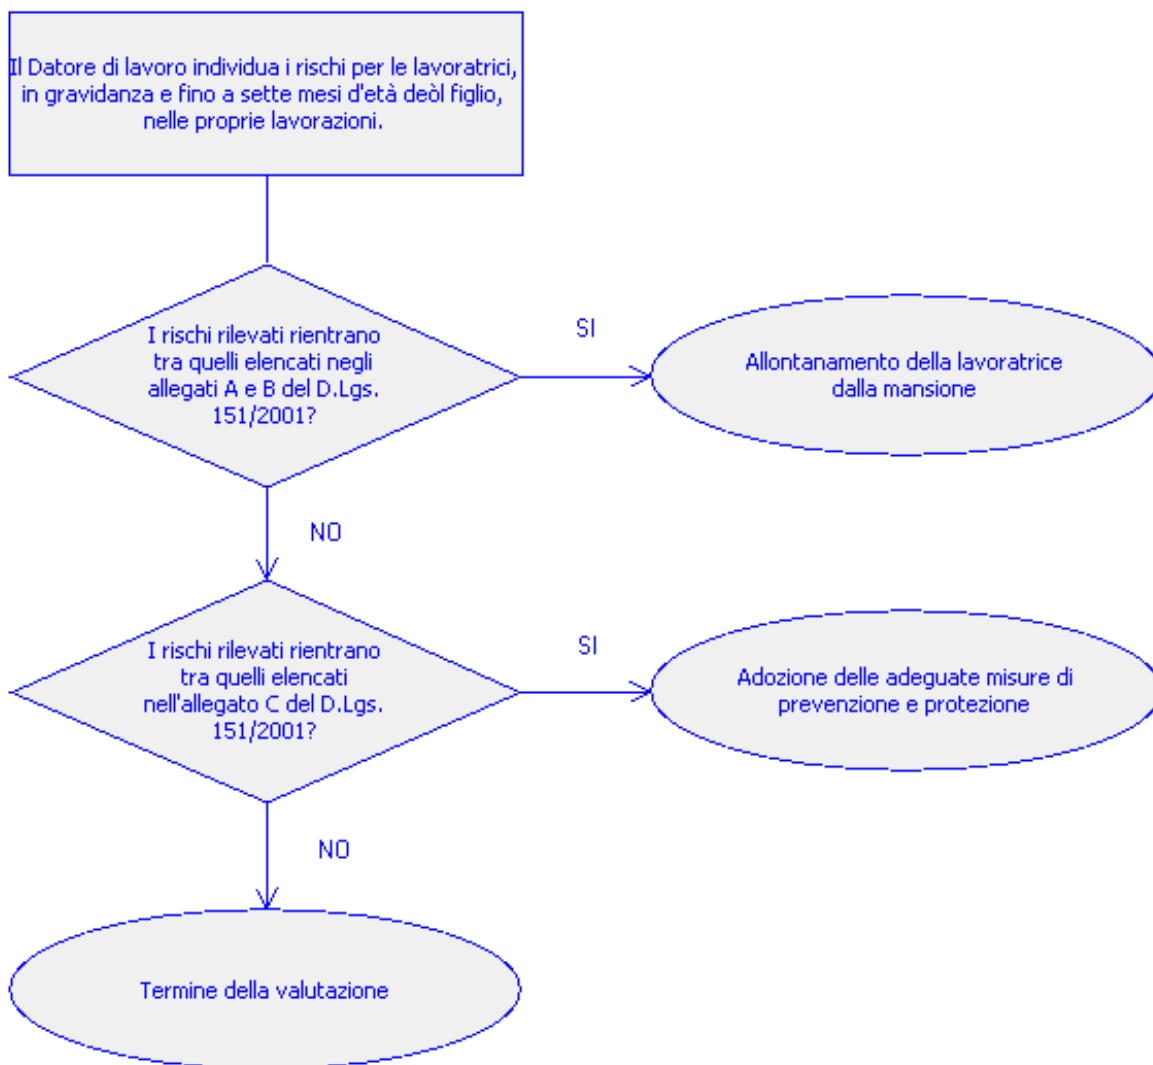 Il Datore di lavoro individua i rischi per le lavoratrici,
in gravidanza e fino a sette mesi d'età deòl figlio,
nelle proprie lavorazioni.
I rischi rilevati rientrano
tra quelli elencati negli
allegati A e B del D.Lgs.
151/2001?
SI
Allontanamento della lavoratrice
dalla mansione
NO
I rischi rilevati rientrano
tra quelli elencati
nell'allegato C del D.Lgs.
151/2001?
SI
Adozione delle adeguate misure di
prevenzione e protezione
NO
Termine della valutazione